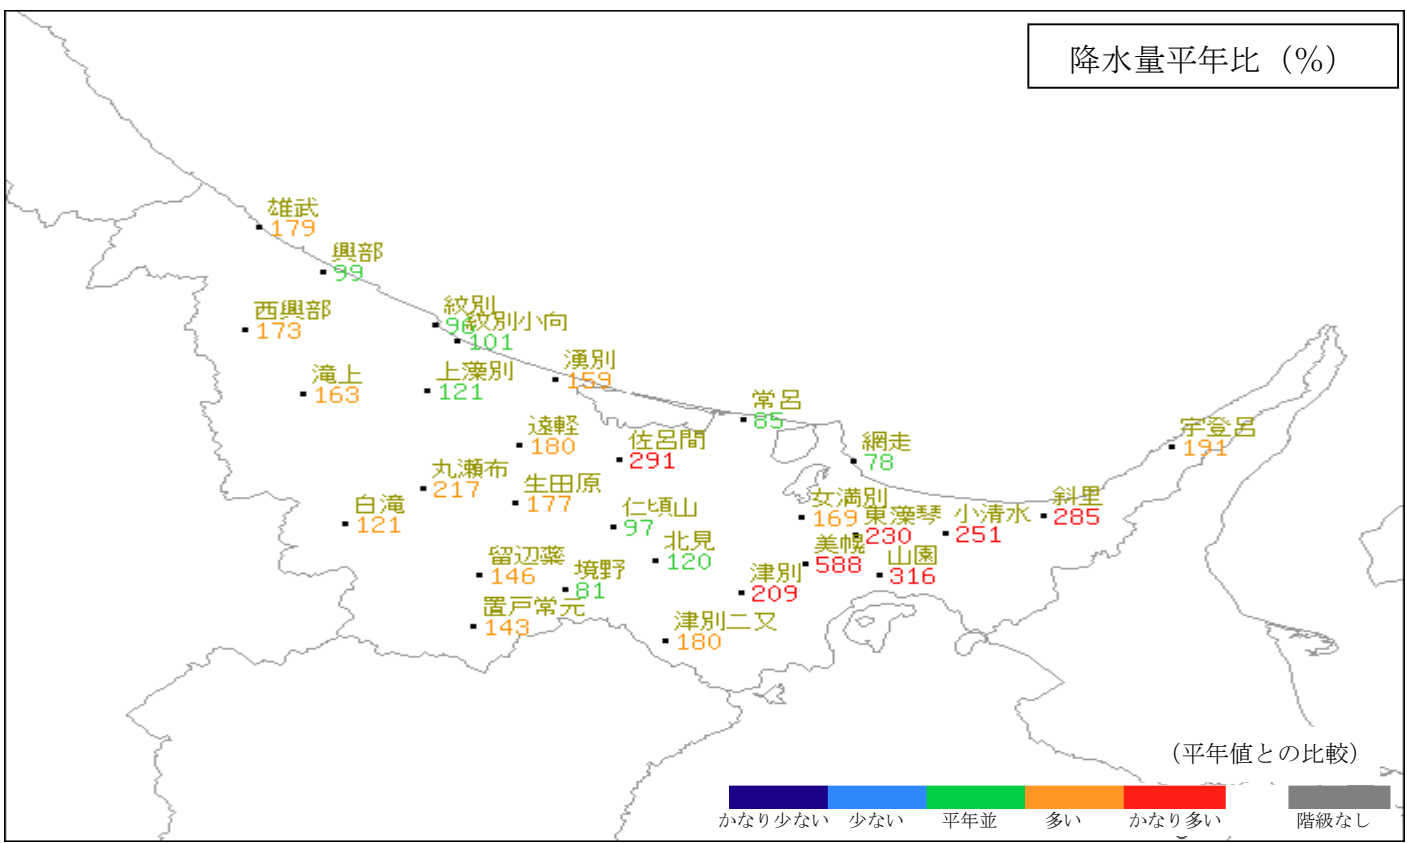 降水量平年比（％）
雄武
179
興部
99
西興部
173
紋別
96
紋別小向
101
滝上
163
上藻別
121
湧別
159
常呂
85
遠軽
180
佐呂間
291
網走
78
宇登呂
191
丸瀬布
217
生田原
177
白滝
121
仁頃山
97
女満別
169
東藻琴
230
小清水
251
斜里
285
北見
120
美幌
588
山園
316
留辺蘂
146
境野
81
津別
209
置戸常元
143
津別二又
180
（平年値との比較）
かなり少ない 少ない 平年並 多い かなり多い 階級なし